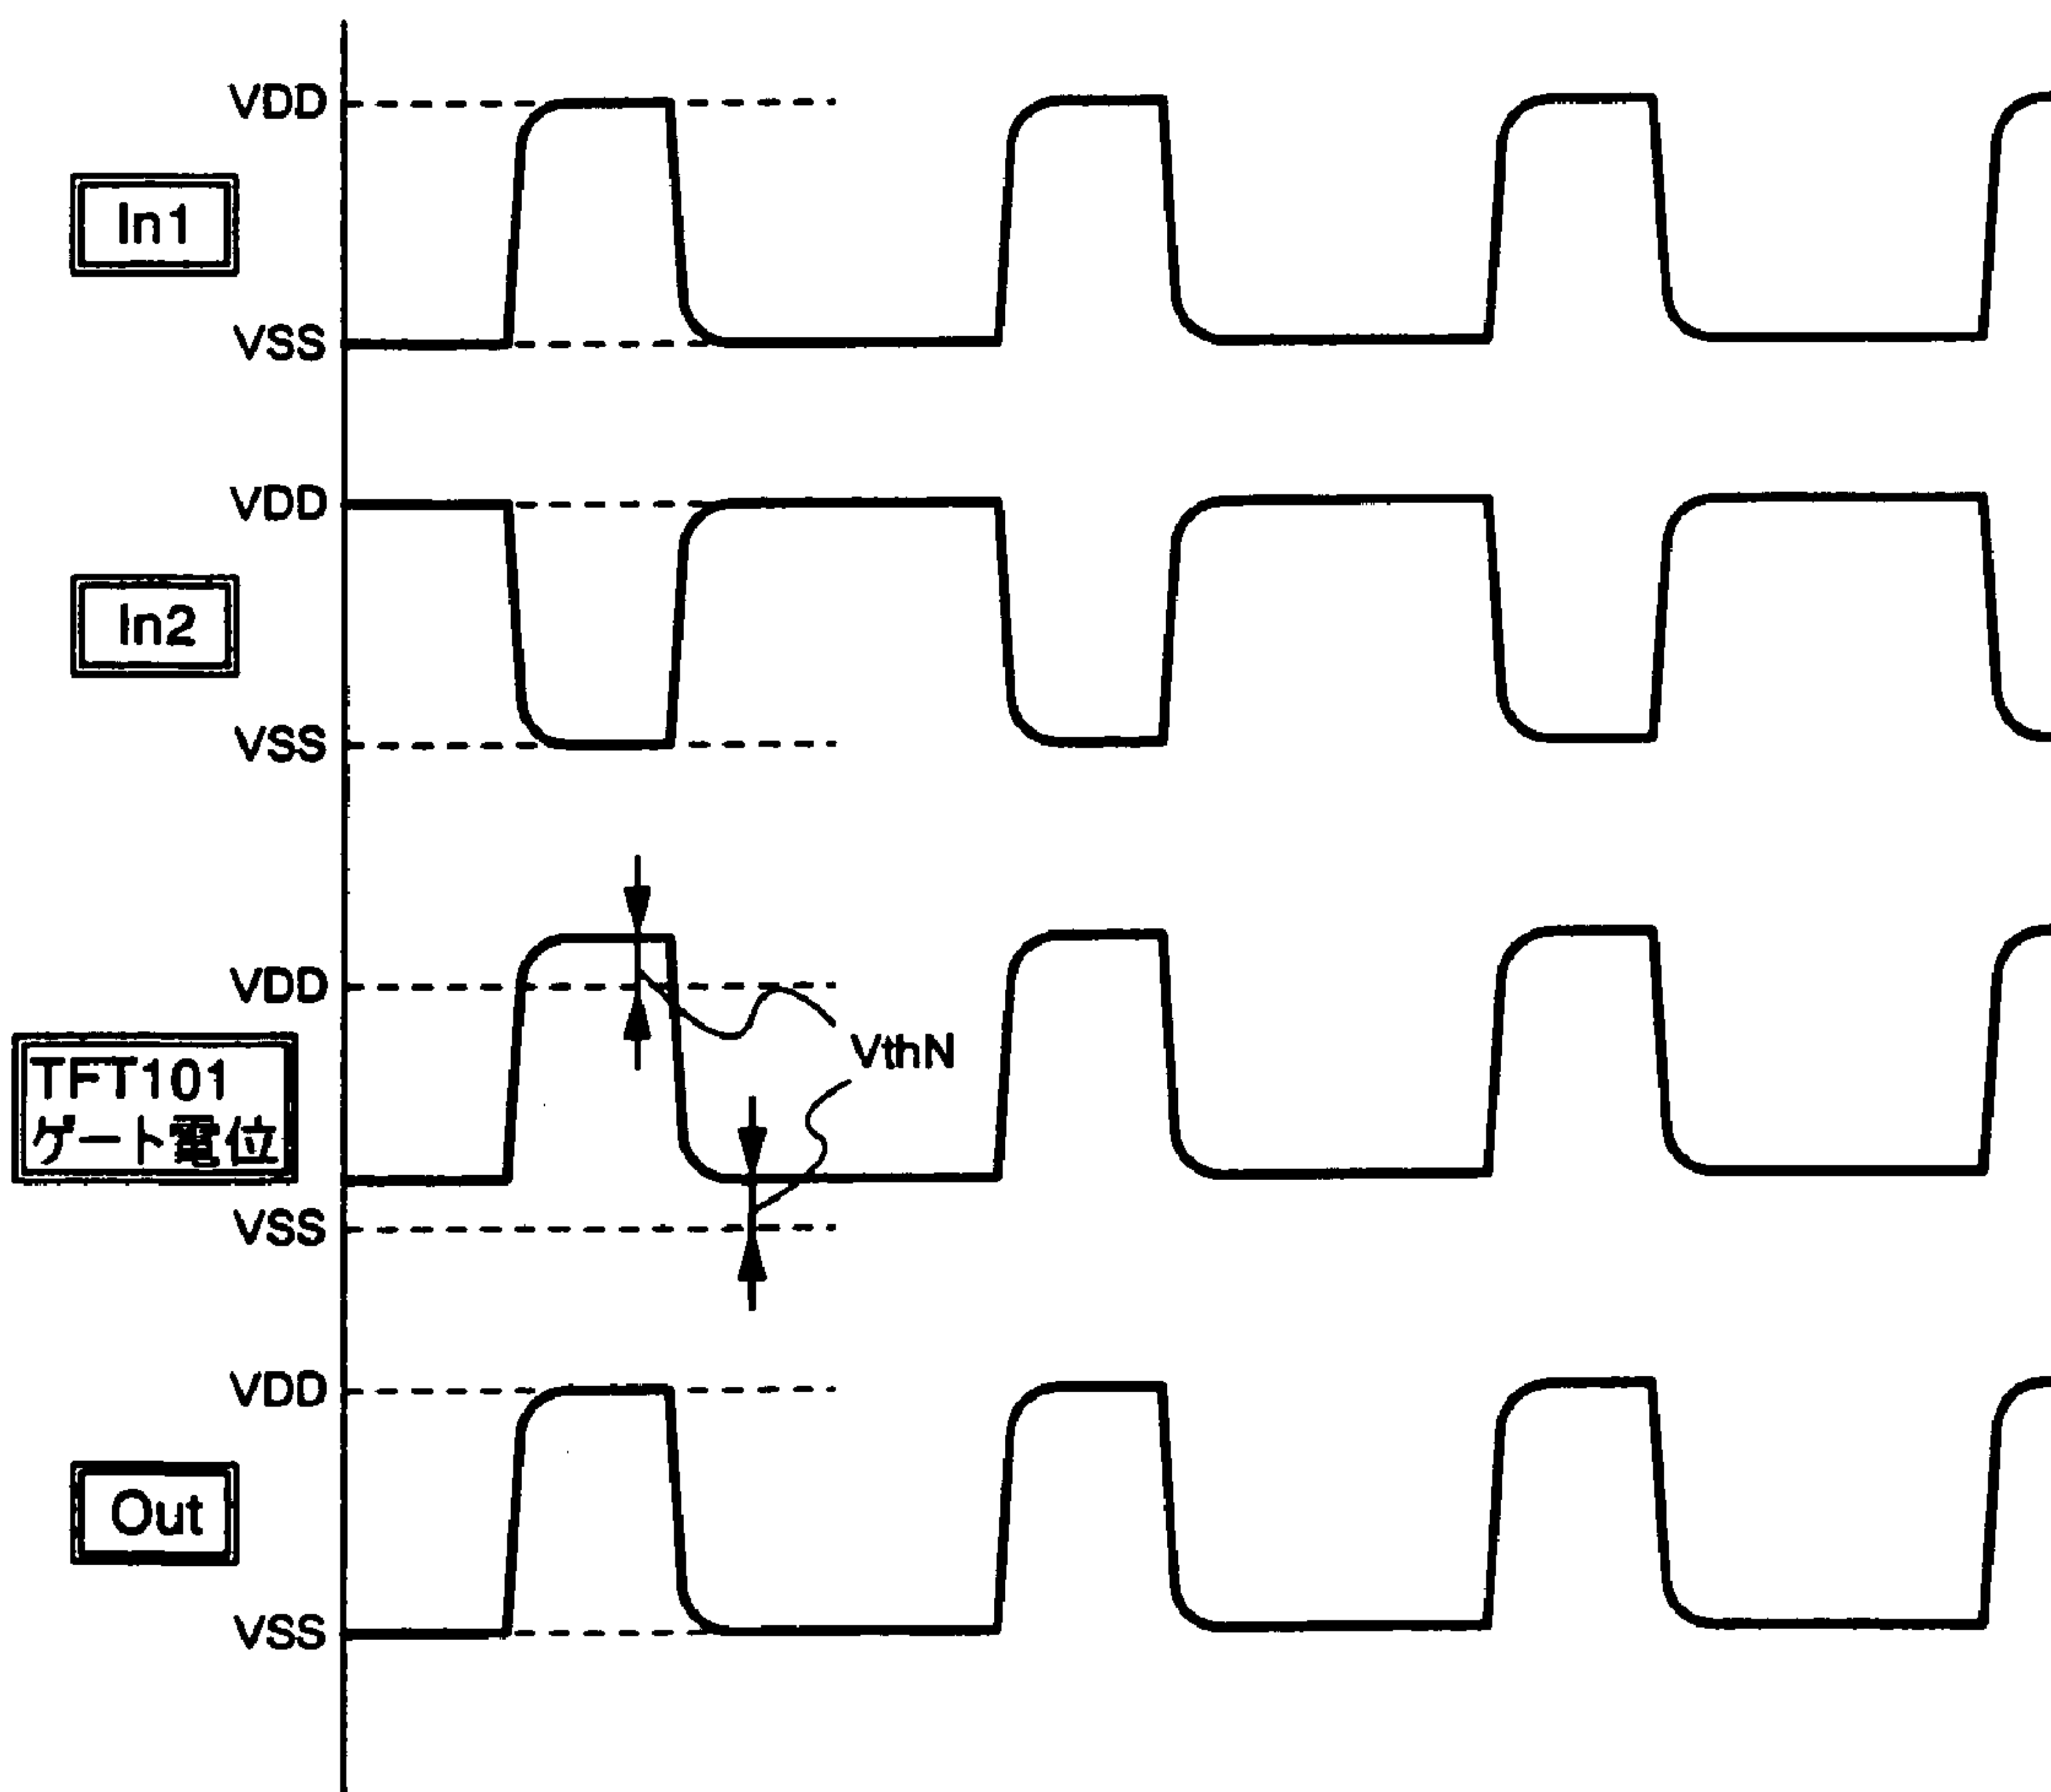 VDD
In1
VSS
VDD
In2
VSS
VDD
VthN
TFT101
ゲート電位
VSS
VDD
Out
VSS